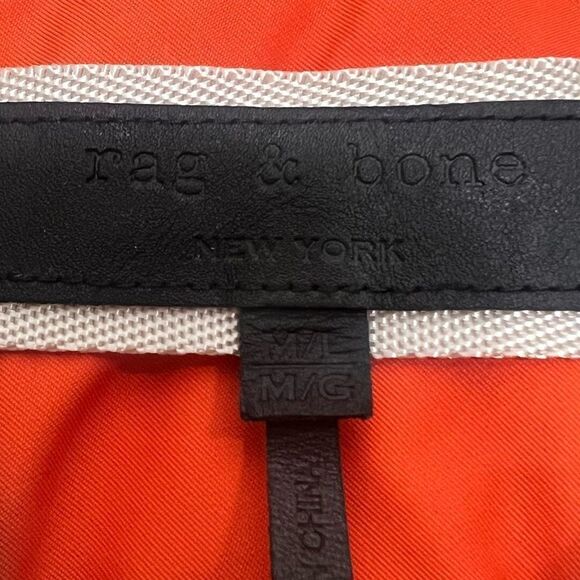 rag & bone
NEW YORK
M/L
M/G
CHINA